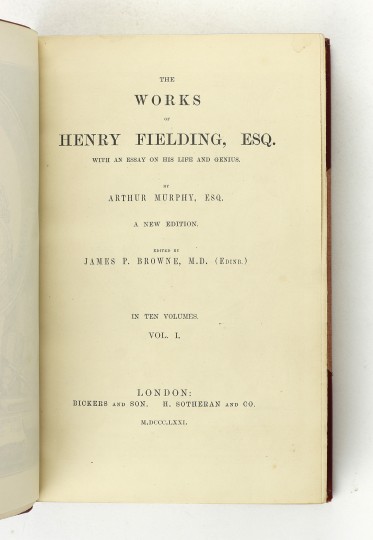 THE
WORKS
OF
HENRY FIELDING, ESQ.
WITH AN ESSAY ON HIS LIFE AND GENIUS,
BY
ARTHUR MURPHY, ESQ.
A NEW EDITION.
EDITED BY
JAMES P. BROWNE, M.D. (EDINB.)
IN TEN VOLUMES.
VOL. I.
LONDON:
BICKERS AND SON. H. SOTHERAN AND CO.
M.DCCC.LXXI.